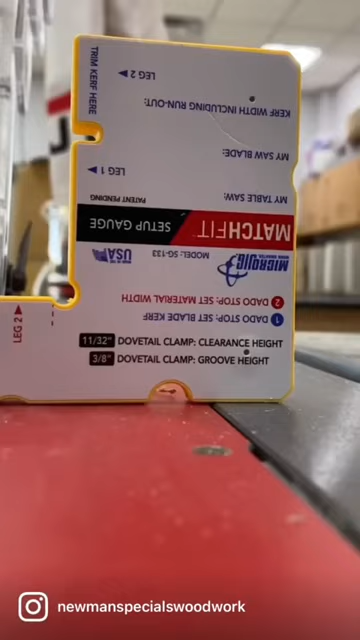 TRIM KERF HERE
LEG 2
KERF WIDTH INCLUDING RUN-OUT:
MY SAW BLADE:
LEG 1
MY TABLE SAW:
PATENT PENDING
MATCHFIT SETUP GAUGE
MICROJIG
MODEL: SG-133
MADE IN USA
2 DADO STOP: SET MATERIAL WIDTH
1 DADO STOP: SET BLADE KERF
LEG 2
11/32" DOVETAIL CLAMP: CLEARANCE HEIGHT
3/8" DOVETAIL CLAMP: GROOVE HEIGHT
newmanspecialswoodwork